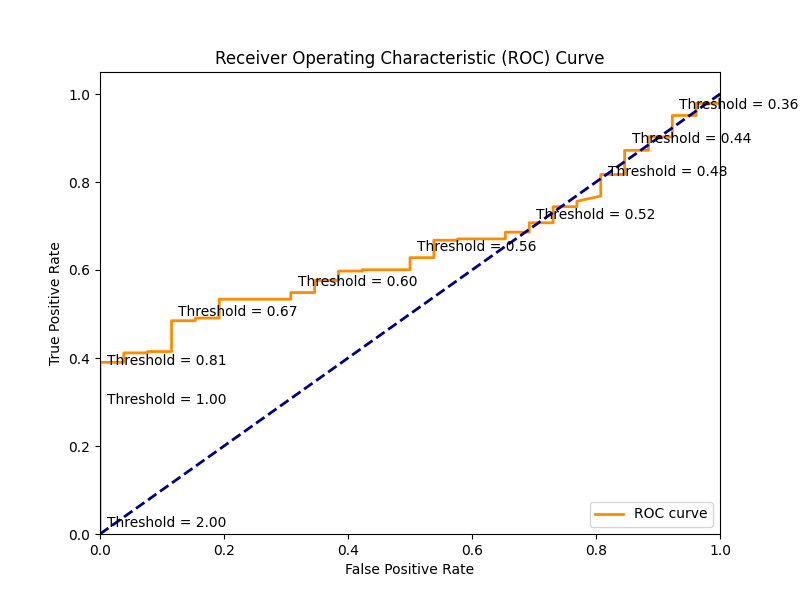 Receiver Operating Characteristic (ROC) Curve
True Positive Rate
1.0
0.8
0.6
0.4
0.2
0.0
Threshold = 0.36
Threshold = 0.44
Threshold = 0.48
Threshold = 0.52
Threshold = 0.56
Threshold = 0.60
Threshold = 0.67
Threshold = 0.81
Threshold = 1.00
Threshold = 2.00
ROC curve
0.0 0.2 0.4 0.6 0.8 1.0
False Positive Rate